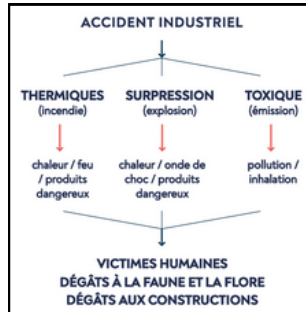 ACCIDENT INDUSTRIEL
THERMIQUES
(incendie)
SURPRESSION
(explosion)
TOXIQUE
(émission)
chaleur / feu
/ produits
dangereux
chaleur / onde de
choc / produits
dangereux
pollution /
inhalation
VICTIMES HUMAINES
DÉGÂTS À LA FAUNE ET LA FLORE
DÉGÂTS AUX CONSTRUCTIONS